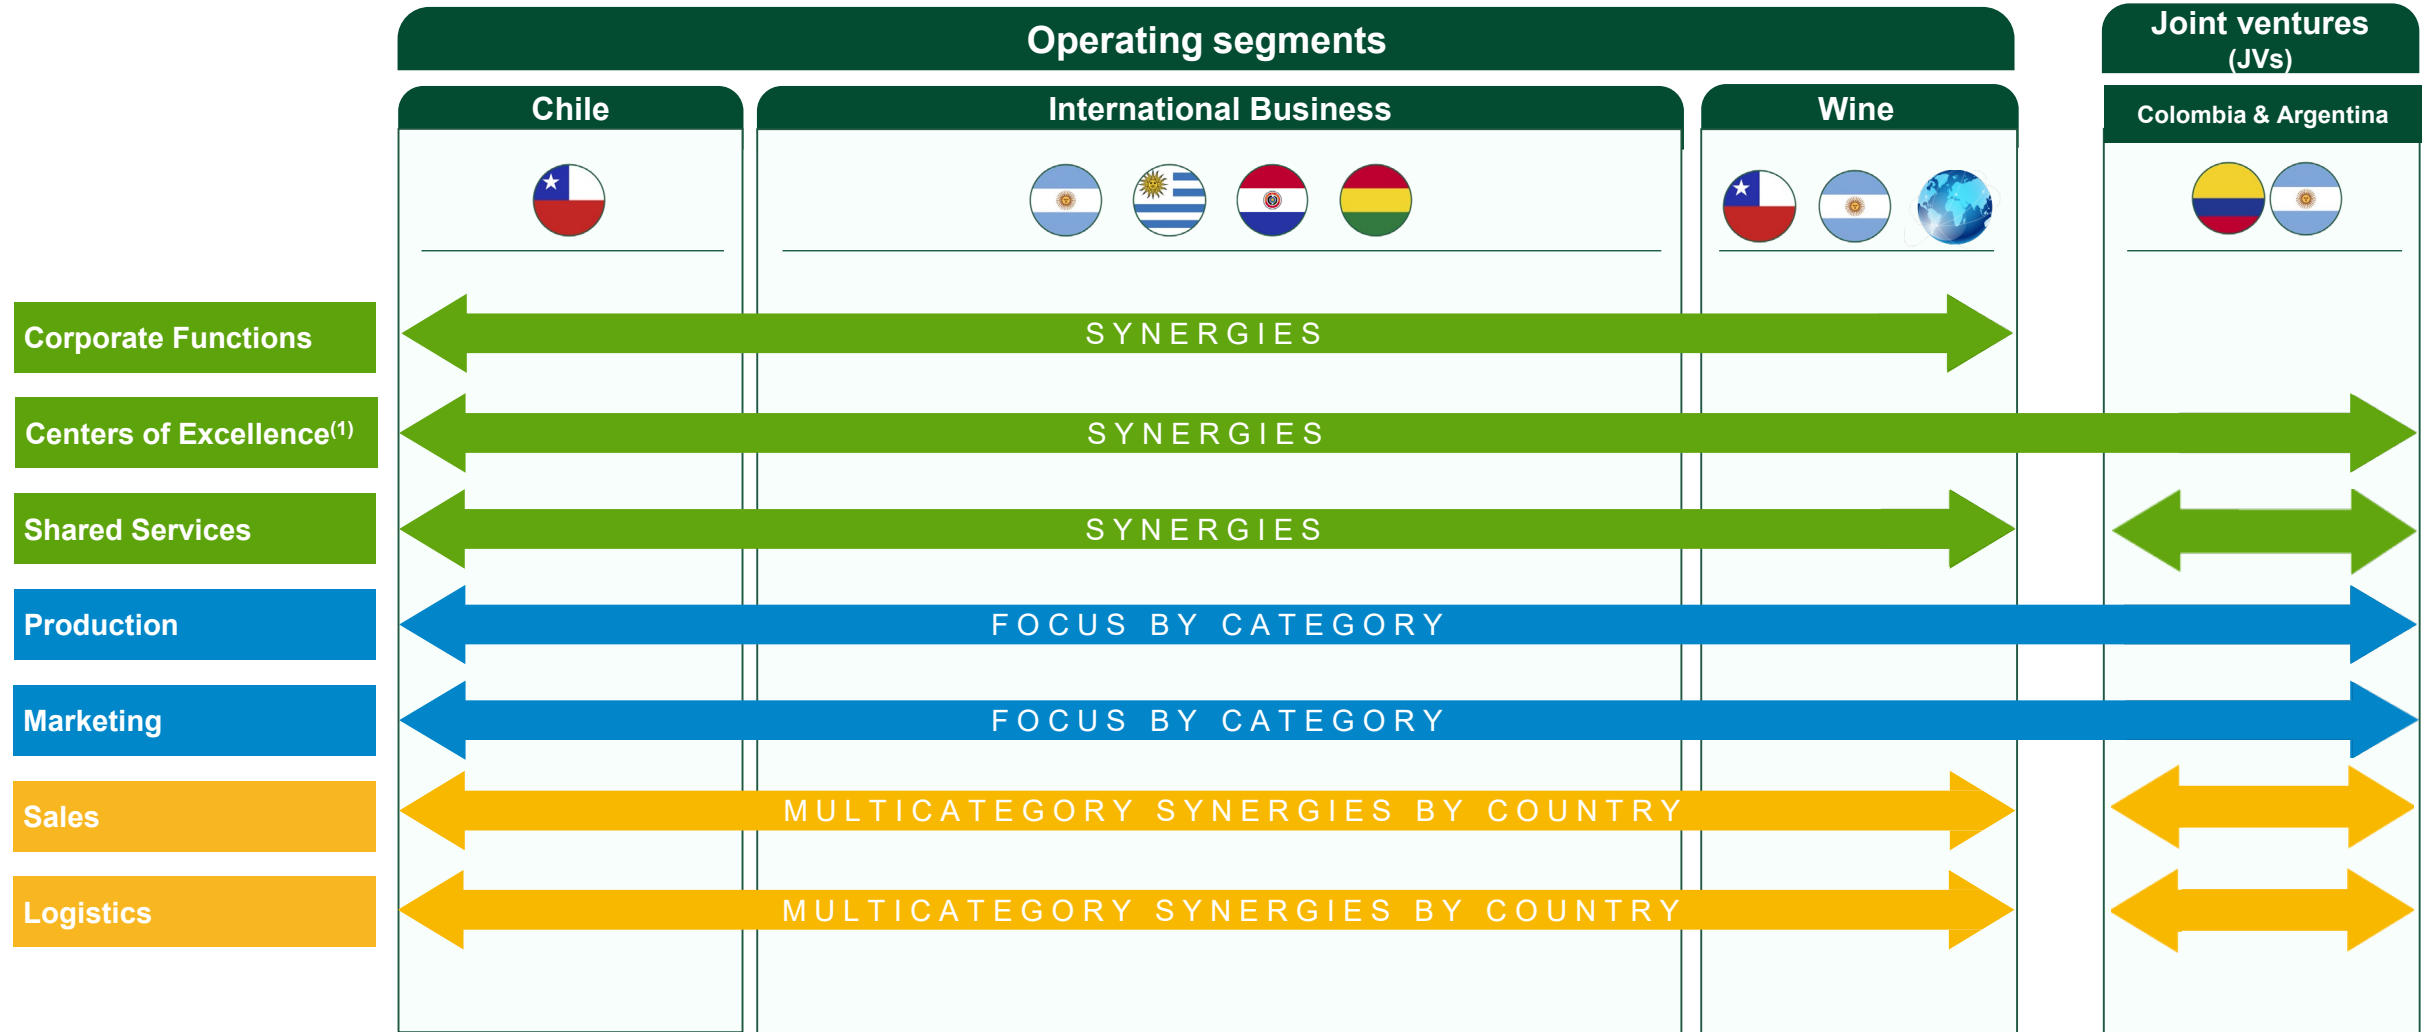 Operating segments
Joint ventures
(JVs)
Chile
International Business
Wine
Colombia & Argentina
Corporate Functions
SYNERGIES
Centers of Excellence(1)
SYNERGIES
Shared Services
SYNERGIES
Production
FOCUS BY CATEGORY
Marketing
FOCUS BY CATEGORY
Sales
MULTICATEGORY SYNERGIES BY COUNTRY
Logistics
MULTICATEGORY SYNERGIES BY COUNTRY